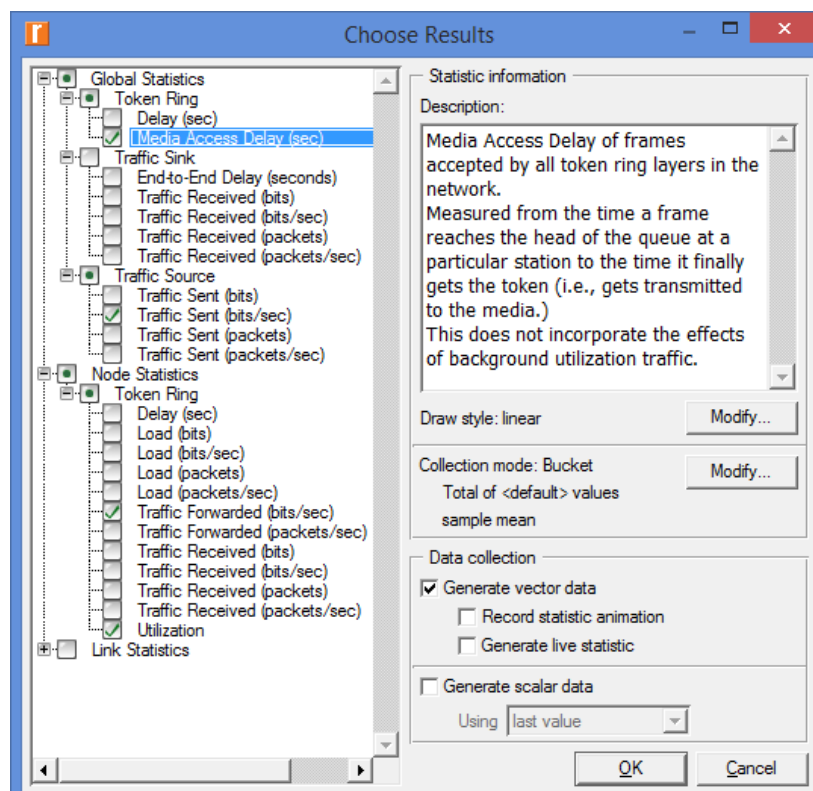 Choose Results
Global Statistics
Token Ring
Delay (sec)
Media Access Delay (sec)
Traffic Sink
End-to-End Delay (seconds)
Traffic Received (bits)
Traffic Received (bits/sec)
Traffic Received (packets)
Traffic Received (packets/sec)
Traffic Source
Traffic Sent (bits)
Traffic Sent (bits/sec)
Traffic Sent (packets)
Traffic Sent (packets/sec)
Node Statistics
Token Ring
Delay (sec)
Load (bits)
Load (bits/sec)
Load (packets)
Load (packets/sec)
Traffic Forwarded (bits/sec)
Traffic Forwarded (packets/sec)
Traffic Received (bits)
Traffic Received (bits/sec)
Traffic Received (packets)
Traffic Received (packets/sec)
Utilization
Link Statistics
Statistic information
Description:
Media Access Delay of frames
accepted by all token ring layers in the
network.
Measured from the time a frame
reaches the head of the queue at a
particular station to the time it finally
gets the token (i.e., gets transmitted
to the media.)
This does not incorporate the effects
of background utilization traffic.
Draw style: linear
Modify...
Collection mode: Bucket
Modify...
Total of <default> values
sample mean
Data collection
Generate vector data
Record statistic animation
Generate live statistic
Generate scalar data
Using last value
OK
Cancel